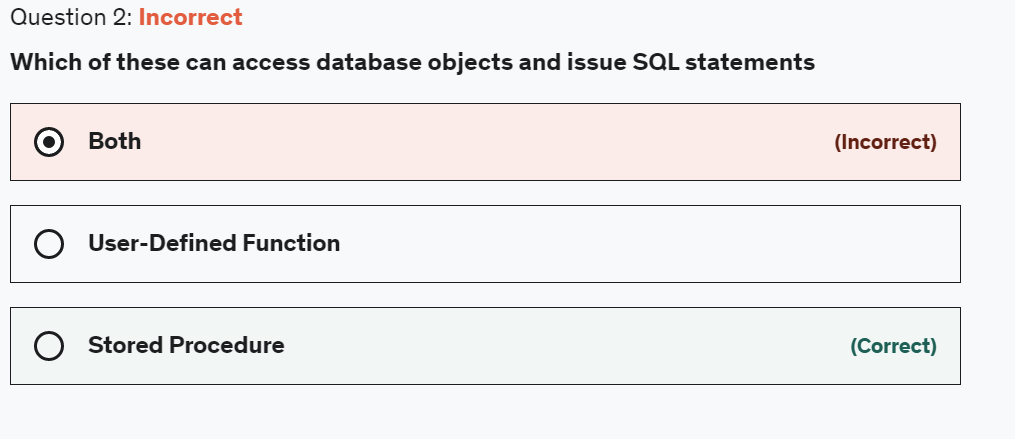 Question 2: Incorrect
Which of these can access database objects and issue SQL statements
Both (Incorrect)
User-Defined Function
Stored Procedure (Correct)